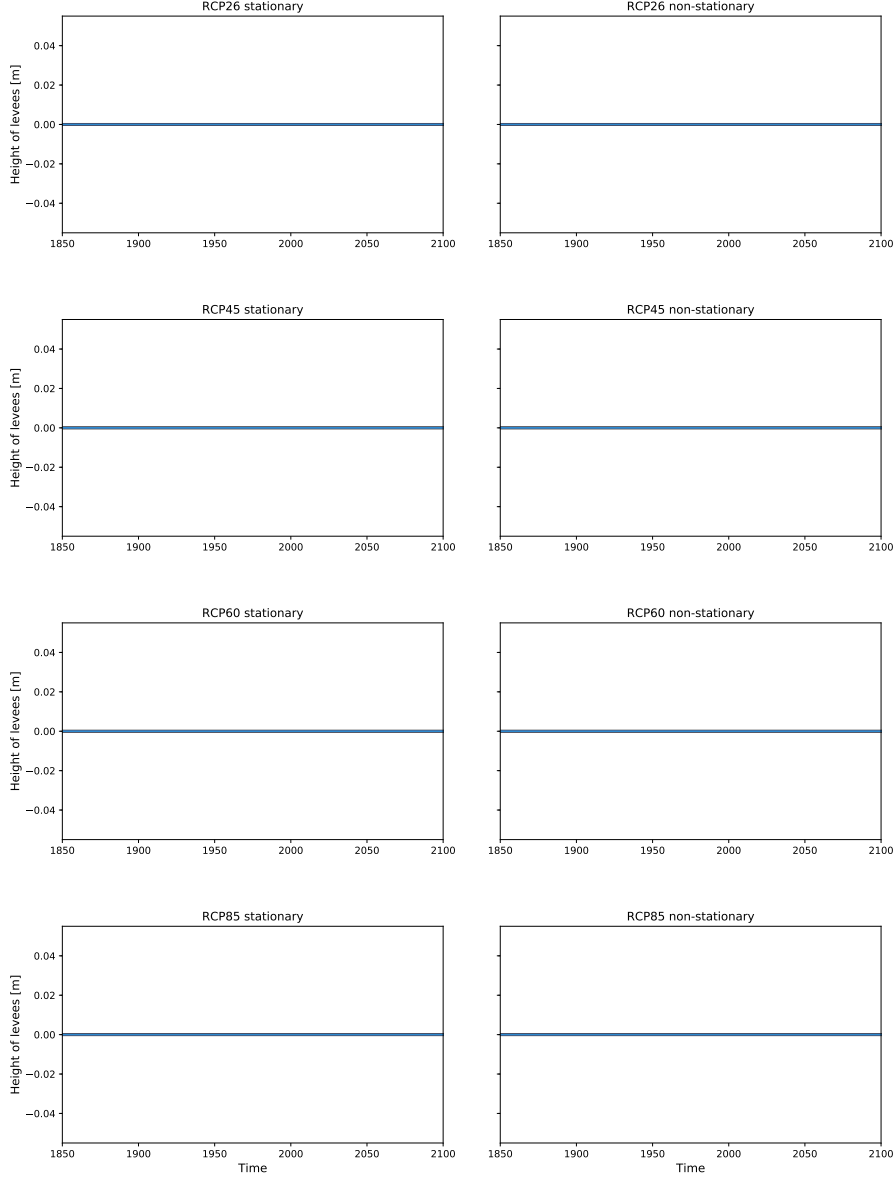 RCP26 stationary
RCP26 non-stationary
Height of levees [m]
0.04
0.02
0.00
−0.02
−0.04
1850 1900 1950 2000 2050 2100
1850 1900 1950 2000 2050 2100
RCP45 stationary
RCP45 non-stationary
Height of levees [m]
0.04
0.02
0.00
−0.02
−0.04
1850 1900 1950 2000 2050 2100
1850 1900 1950 2000 2050 2100
RCP60 stationary
RCP60 non-stationary
Height of levees [m]
0.04
0.02
0.00
−0.02
−0.04
1850 1900 1950 2000 2050 2100
1850 1900 1950 2000 2050 2100
RCP85 stationary
RCP85 non-stationary
Height of levees [m]
0.04
0.02
0.00
−0.02
−0.04
1850 1900 1950 2000 2050 2100
1850 1900 1950 2000 2050 2100
Time
Time